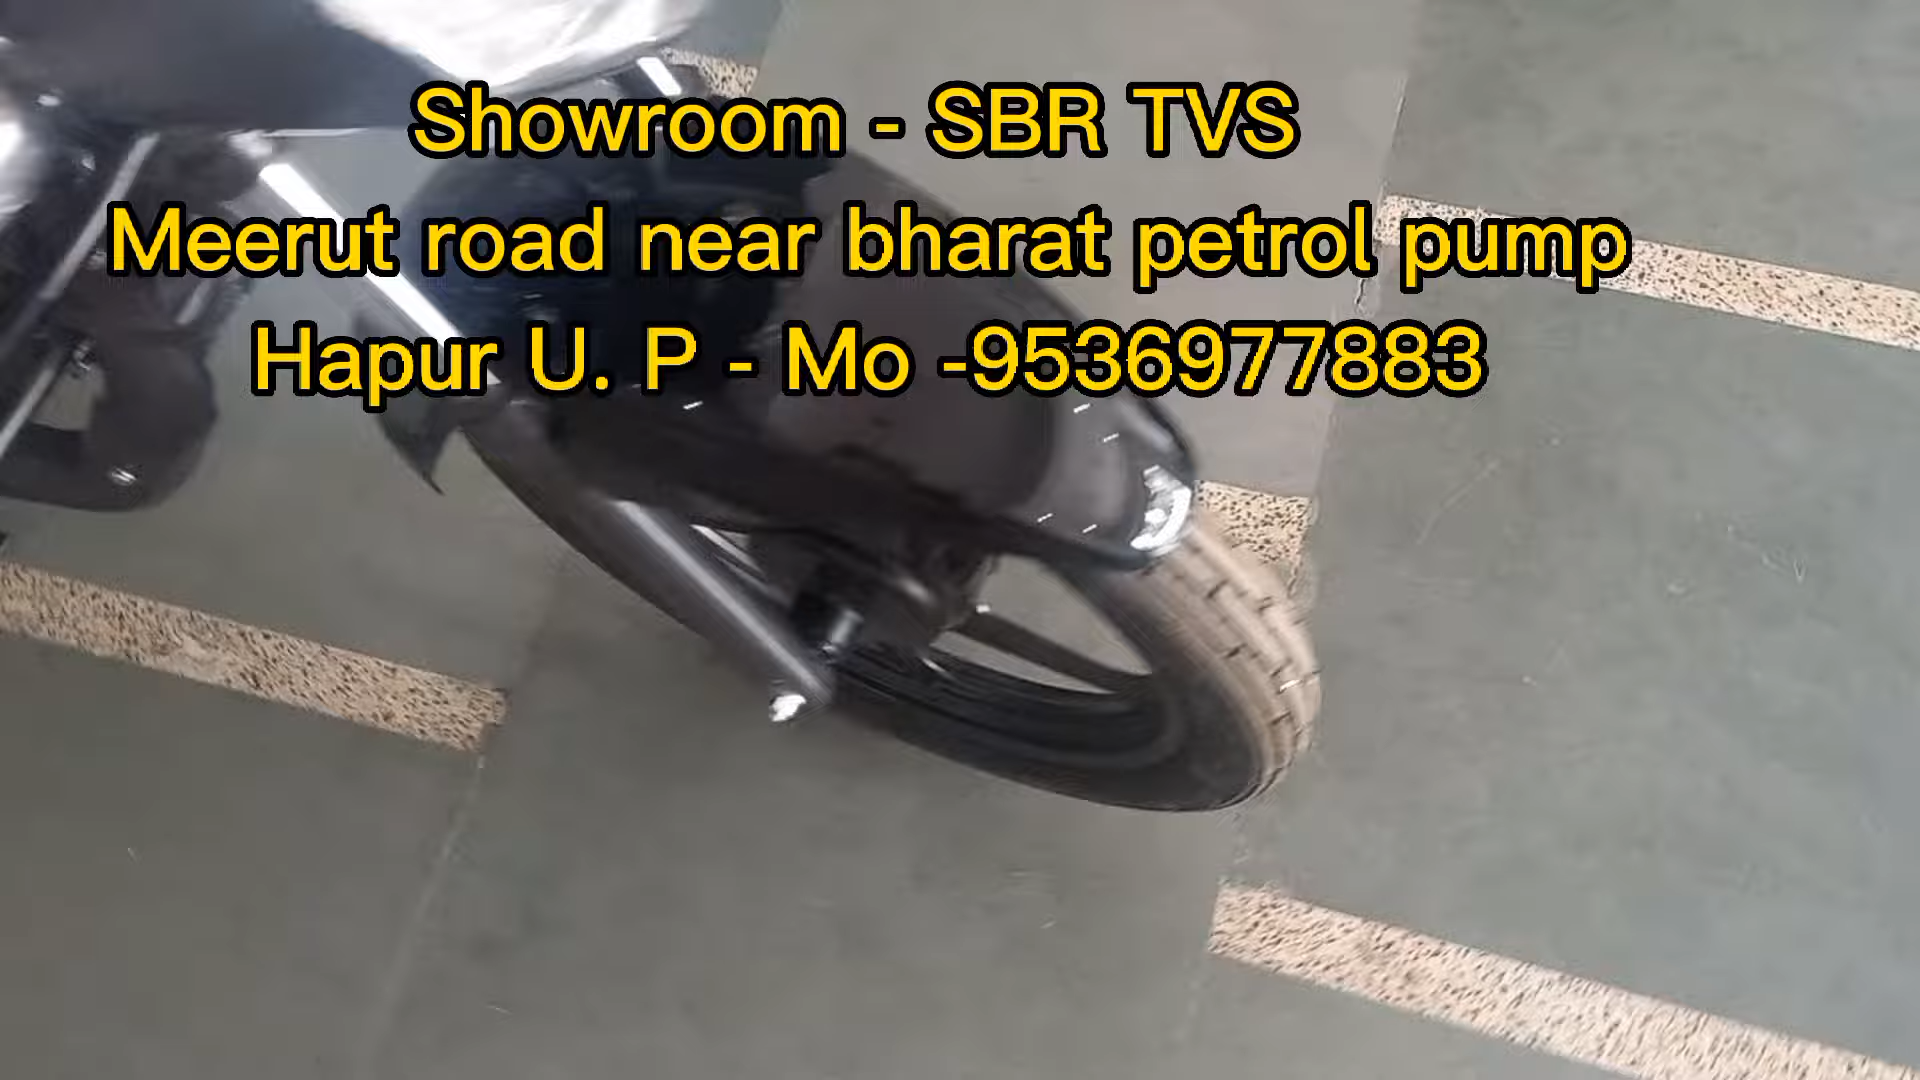 Showroom - SBR TVS
Meerut road near bharat petrol pump
Hapur U. P - Mo -9536977883